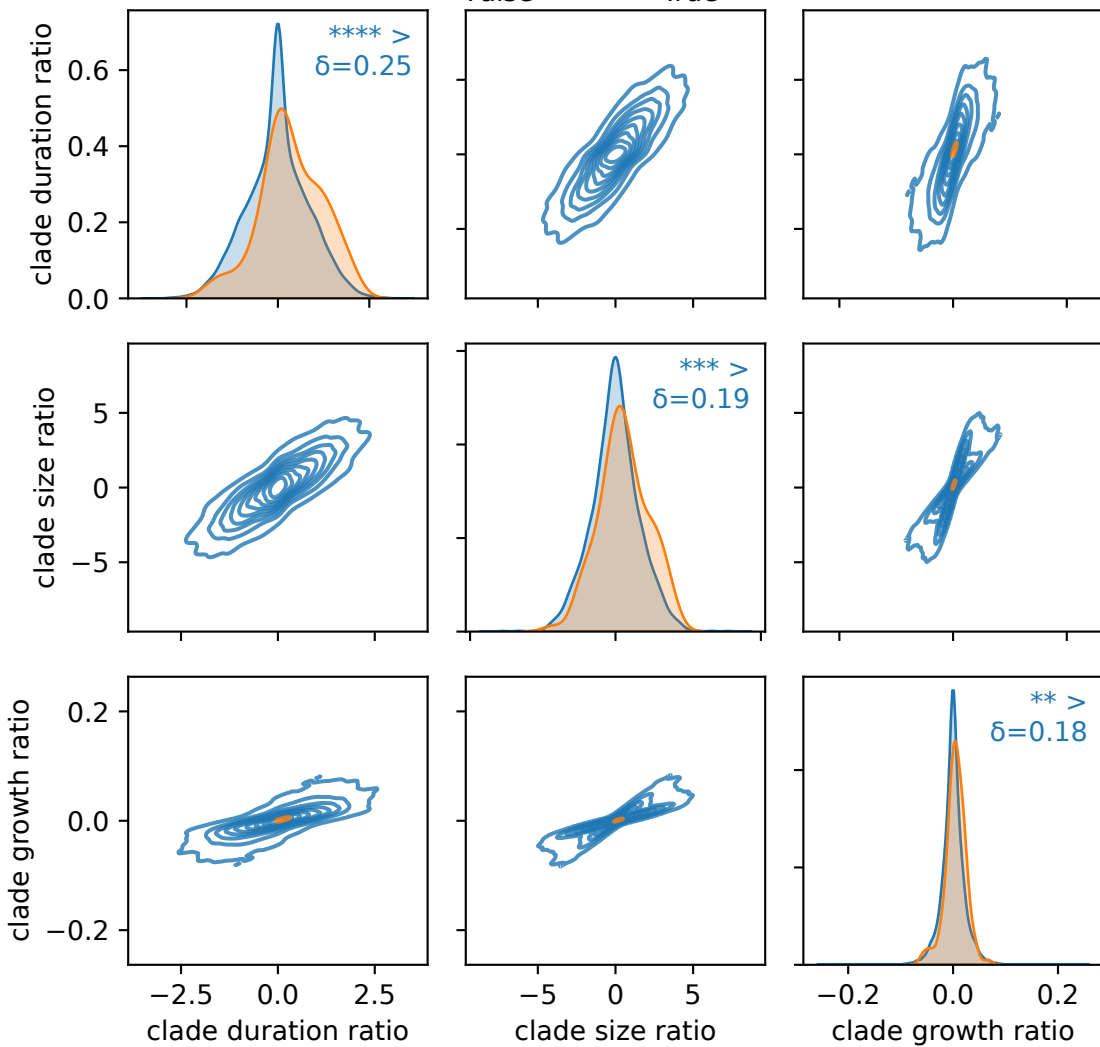 **** >
δ=0.25
clade duration ratio
0.6
0.4
0.2
0.0
*** >
δ=0.19
clade size ratio
5
0
−5
** >
δ=0.18
clade growth ratio
0.2
0.0
−0.2
−2.5 0.0 2.5
−5 0 5
−0.2 0.0 0.2
clade duration ratio
clade size ratio
clade growth ratio